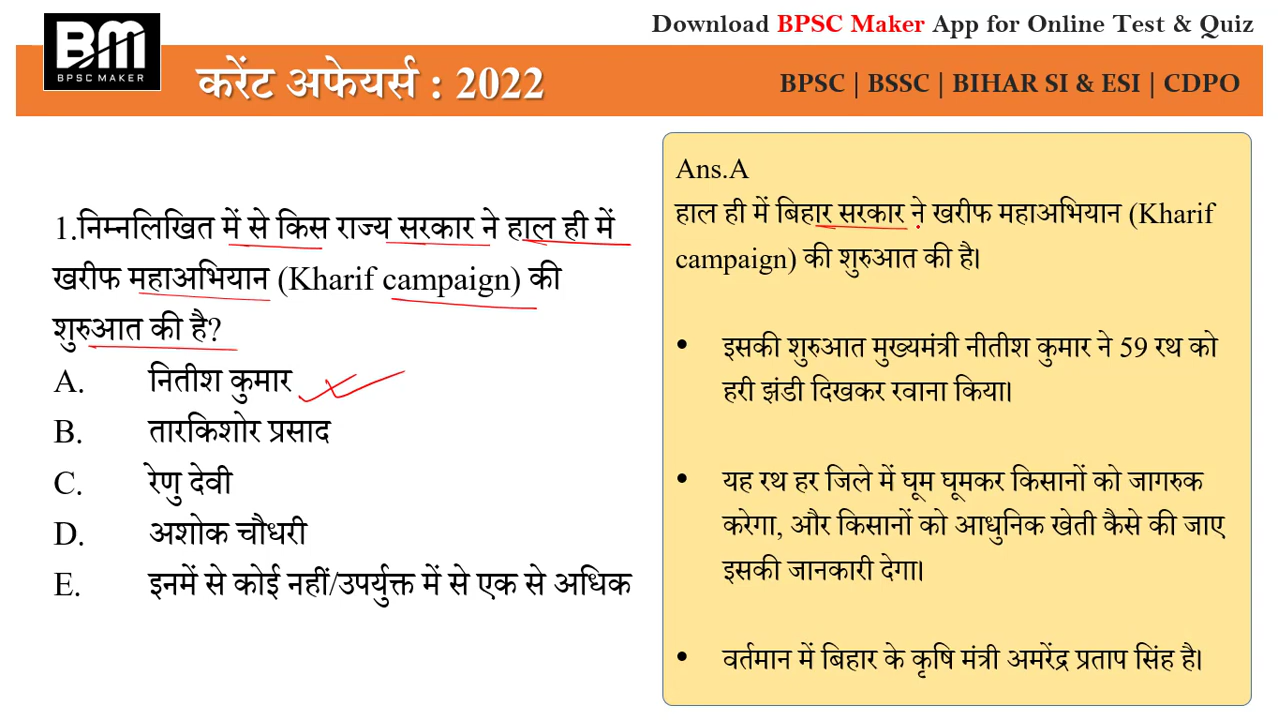 Download BPSC Maker App for Online Test & Quiz
BM
BPSC MAKER
करेंट अफेयर्स : 2022
BPSC | BSSC | BIHAR SI & ESI | CDPO
1.निम्नलिखित में से किस राज्य सरकार ने हाल ही में
खरीफ महाअभियान (Kharif campaign) की
शुरुआत की है?
A. नितीश कुमार
B. तारकिशोर प्रसाद
C. रेणु देवी
D. अशोक चौधरी
E. इनमें से कोई नहीं/उपर्युक्त में से एक से अधिक
Ans.A
हाल ही में बिहार सरकार ने खरीफ महाअभियान (Kharif
campaign) की शुरुआत की है।
• इसकी शुरुआत मुख्यमंत्री नीतीश कुमार ने 59 रथ को
हरी झंडी दिखकर रवाना किया।
• यह रथ हर जिले में घूम घूमकर किसानों को जागरुक
करेगा, और किसानों को आधुनिक खेती कैसे की जाए
इसकी जानकारी देगा।
• वर्तमान में बिहार के कृषि मंत्री अमरेंद्र प्रताप सिंह है।